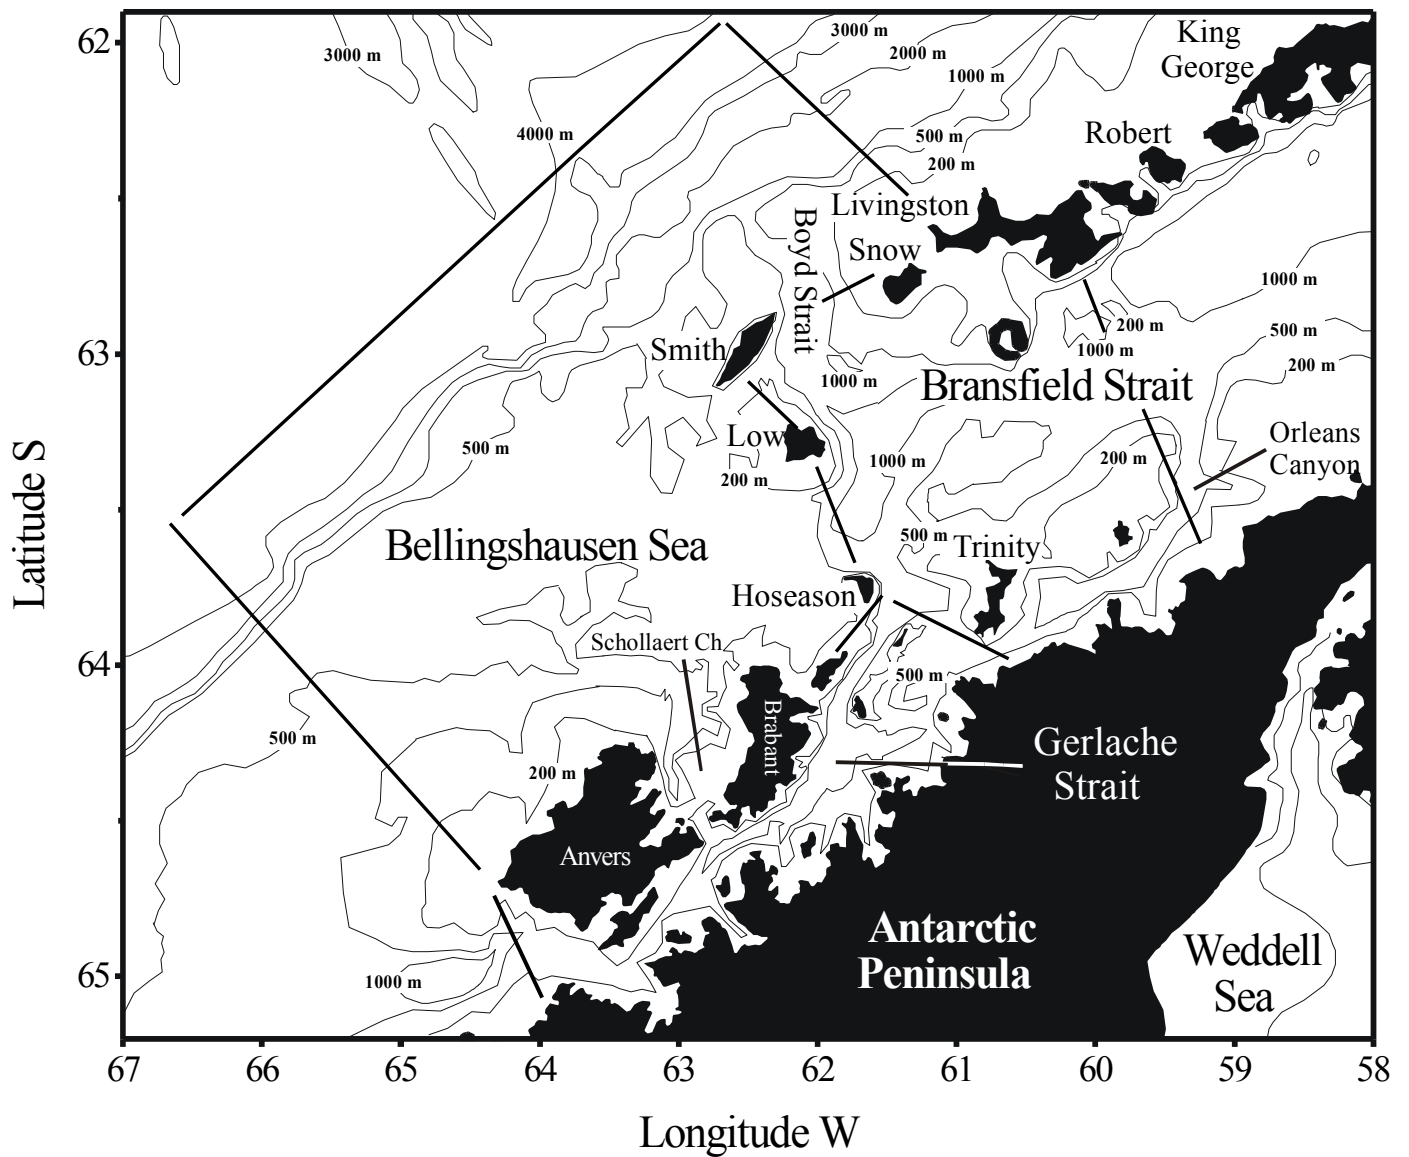 62
63
64
65
Latitude S
67
66
65
64
63
62
61
60
59
58
Longitude W
3000 m
3000 m
2000 m
1000 m
4000 m
500 m
200 m
King
George
Robert
Livingston
Snow
Boyd Strait
Smith
1000 m
500 m
200 m
200 m
1000 m
1000 m
Bransfield Strait
Low
200 m
500 m
1000 m
200 m
Orleans
Canyon
Bellingshausen Sea
500 m
Trinity
Hoseason
Schollaert Ch
500 m
500 m
Brabant
Gerlache
Strait
200 m
Anvers
Antarctic
Peninsula
Weddell
Sea
1000 m